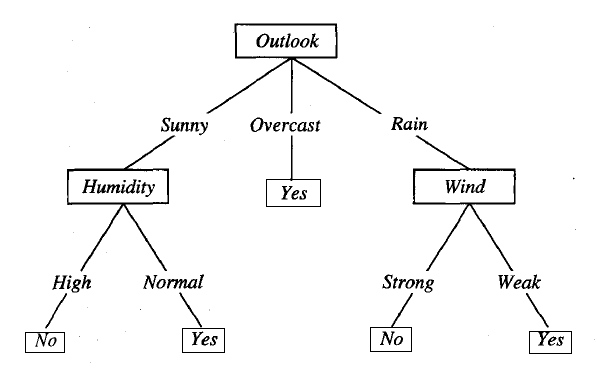 Outlook
Sunny Overcast Rain
Humidity Yes Wind
High Normal Strong Weak
No Yes No Yes